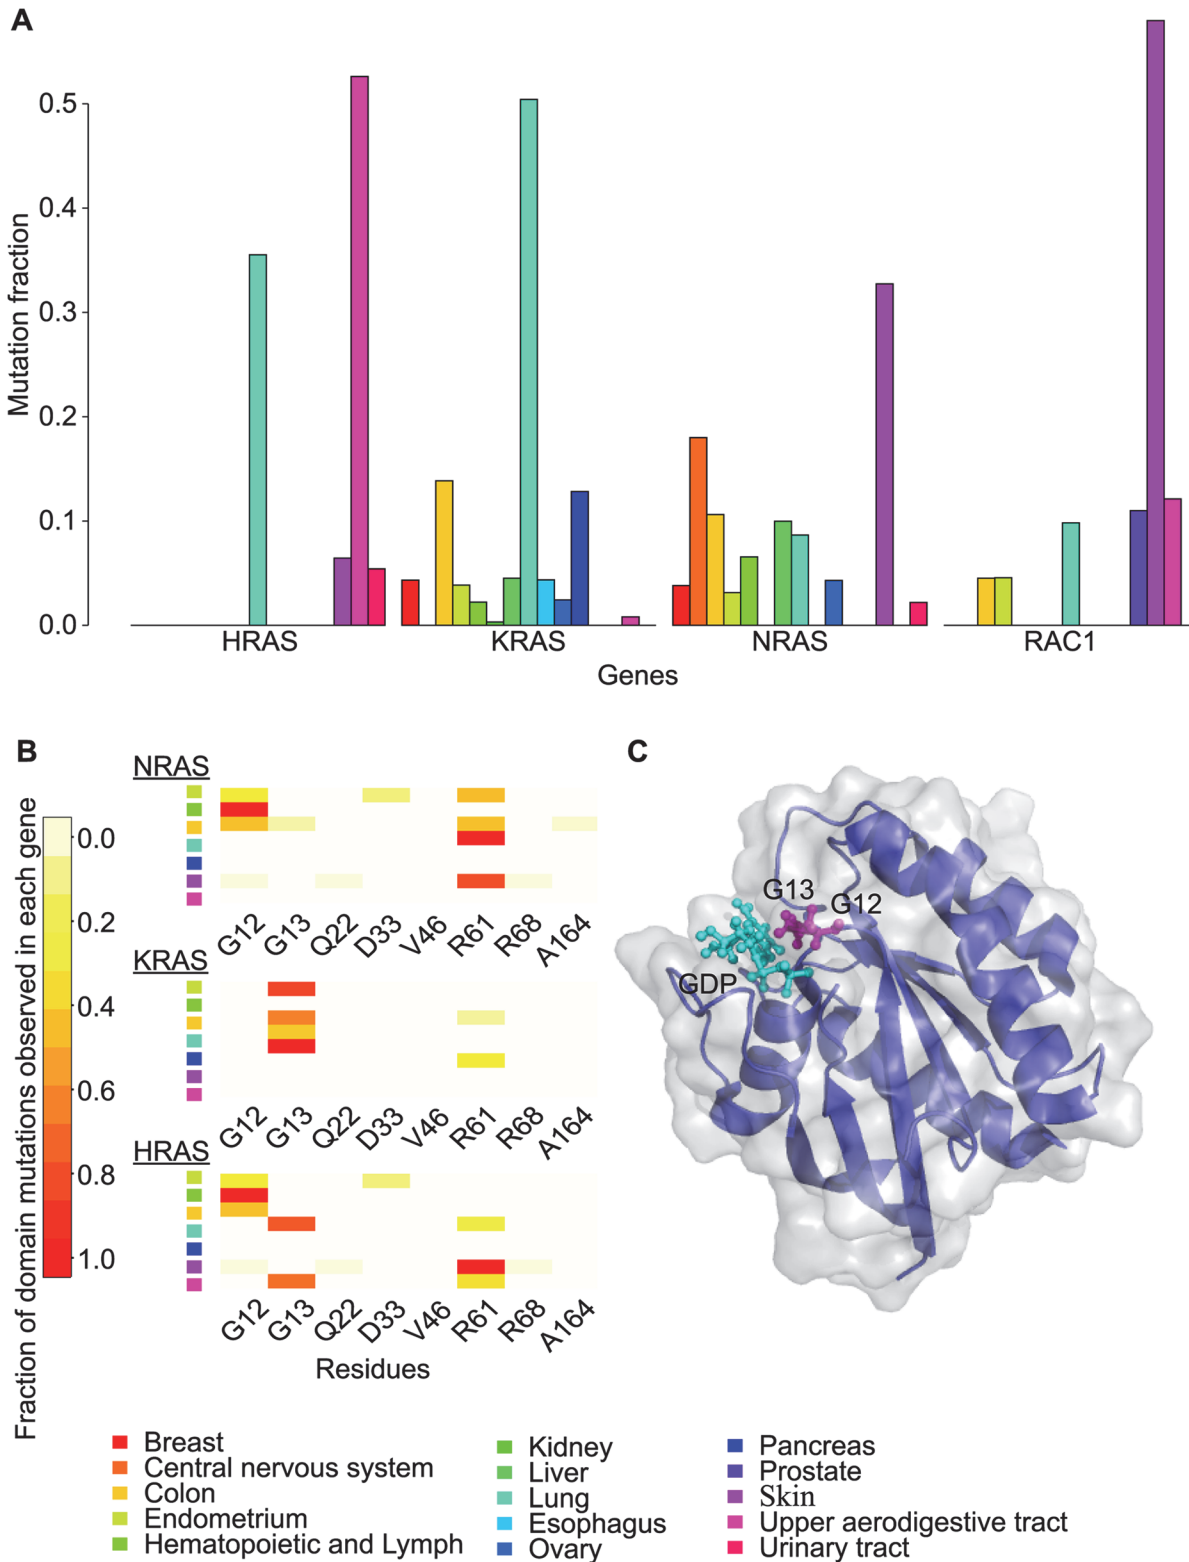 A
Mutation fraction
0.5
0.4
0.3
0.2
0.1
0.0
HRAS
KRAS
NRAS
RAC1
Genes
B
Fraction of domain mutations observed in each gene
0.0
0.2
0.4
0.6
0.8
1.0
NRAS
G12 G13 Q22 D33 V46 R61 R68 A164
KRAS
G12 G13 Q22 D33 V46 R61 R68 A164
HRAS
G12 G13 Q22 D33 V46 R61 R68 A164
Residues
C
G13
G12
GDP
Breast
Central nervous system
Colon
Endometrium
Hematopoietic and Lymph
Kidney
Liver
Lung
Esophagus
Ovary
Pancreas
Prostate
Skin
Upper aerodigestive tract
Urinary tract